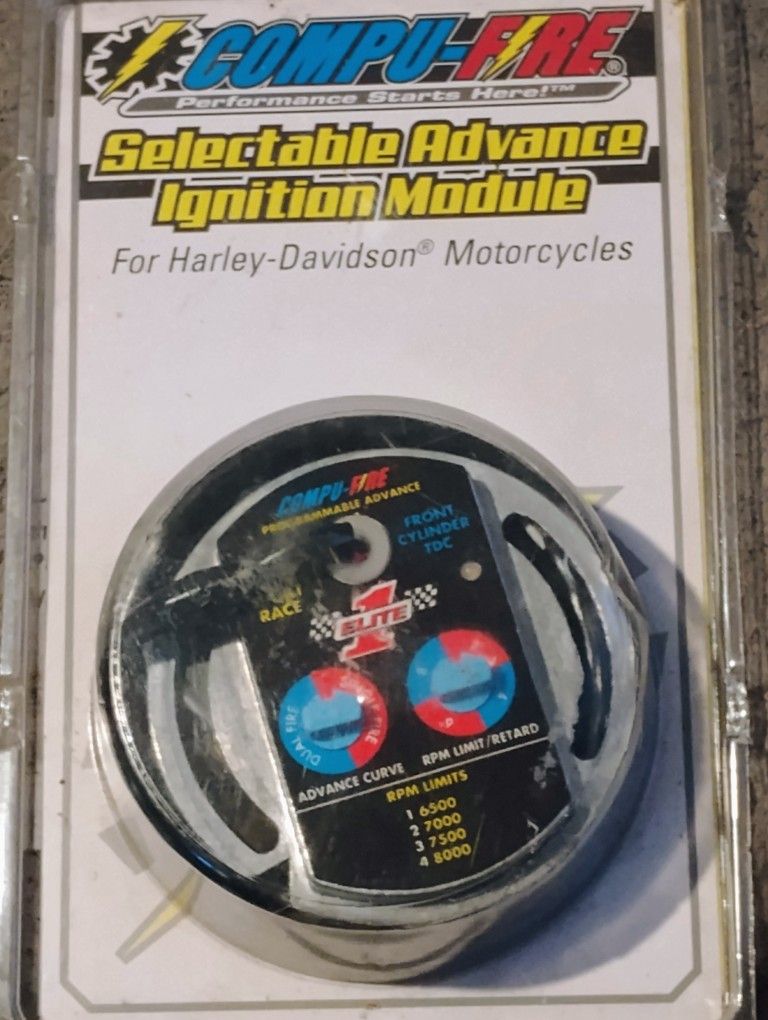 COMPU-FIRE®
Performance Starts Here!™
Selectable Advance
Ignition Module
For Harley-Davidson® Motorcycles
COMPU-FIRE
PROGRAMMABLE ADVANCE
FRONT
CYLINDER
TDC
RACE
1
ELITE
DUAL FIRE
FIRE
ADVANCE CURVE
RPM LIMIT/RETARD
RPM LIMITS
1 6500
2 7000
3 7500
4 8000